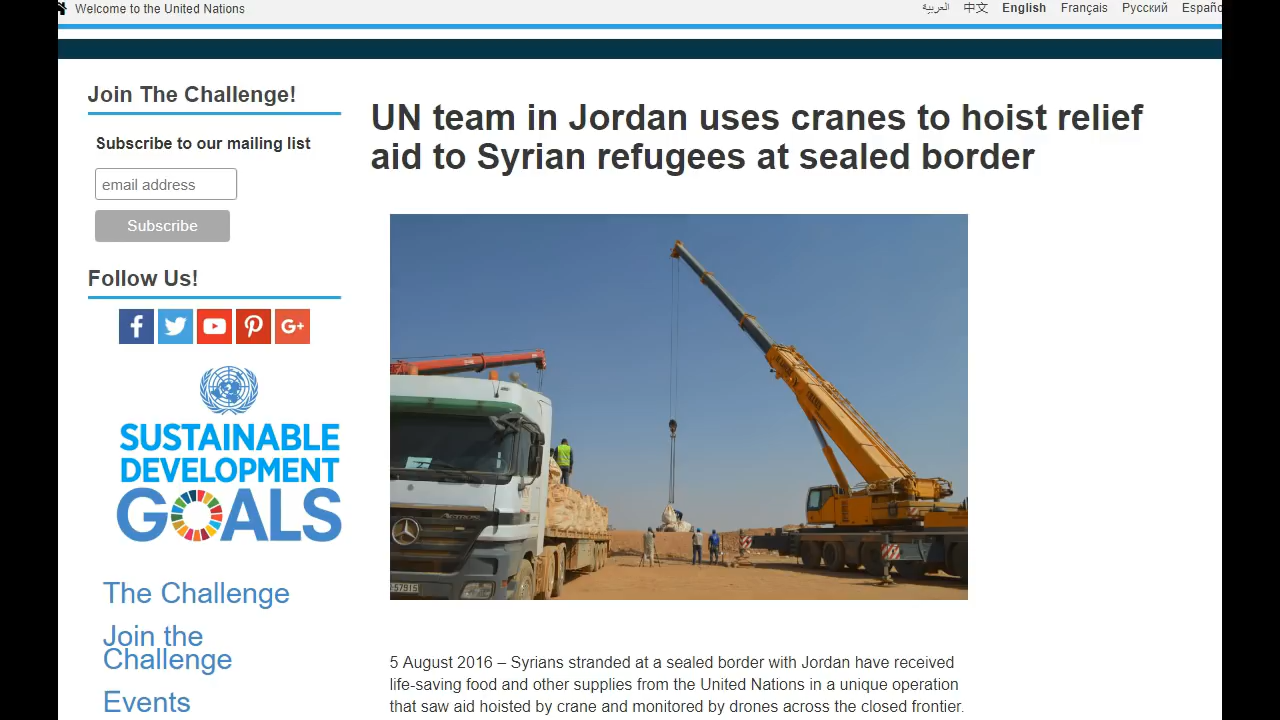 Welcome to the United Nations
العربية 中文 English Français Русский Españo
Join The Challenge!
Subscribe to our mailing list
email address
Subscribe
Follow Us!
SUSTAINABLE
DEVELOPMENT
GOALS
The Challenge
Join the
Challenge
Events
UN team in Jordan uses cranes to hoist relief
aid to Syrian refugees at sealed border
5 August 2016 – Syrians stranded at a sealed border with Jordan have received
life-saving food and other supplies from the United Nations in a unique operation
that saw aid hoisted by crane and monitored by drones across the closed frontier.